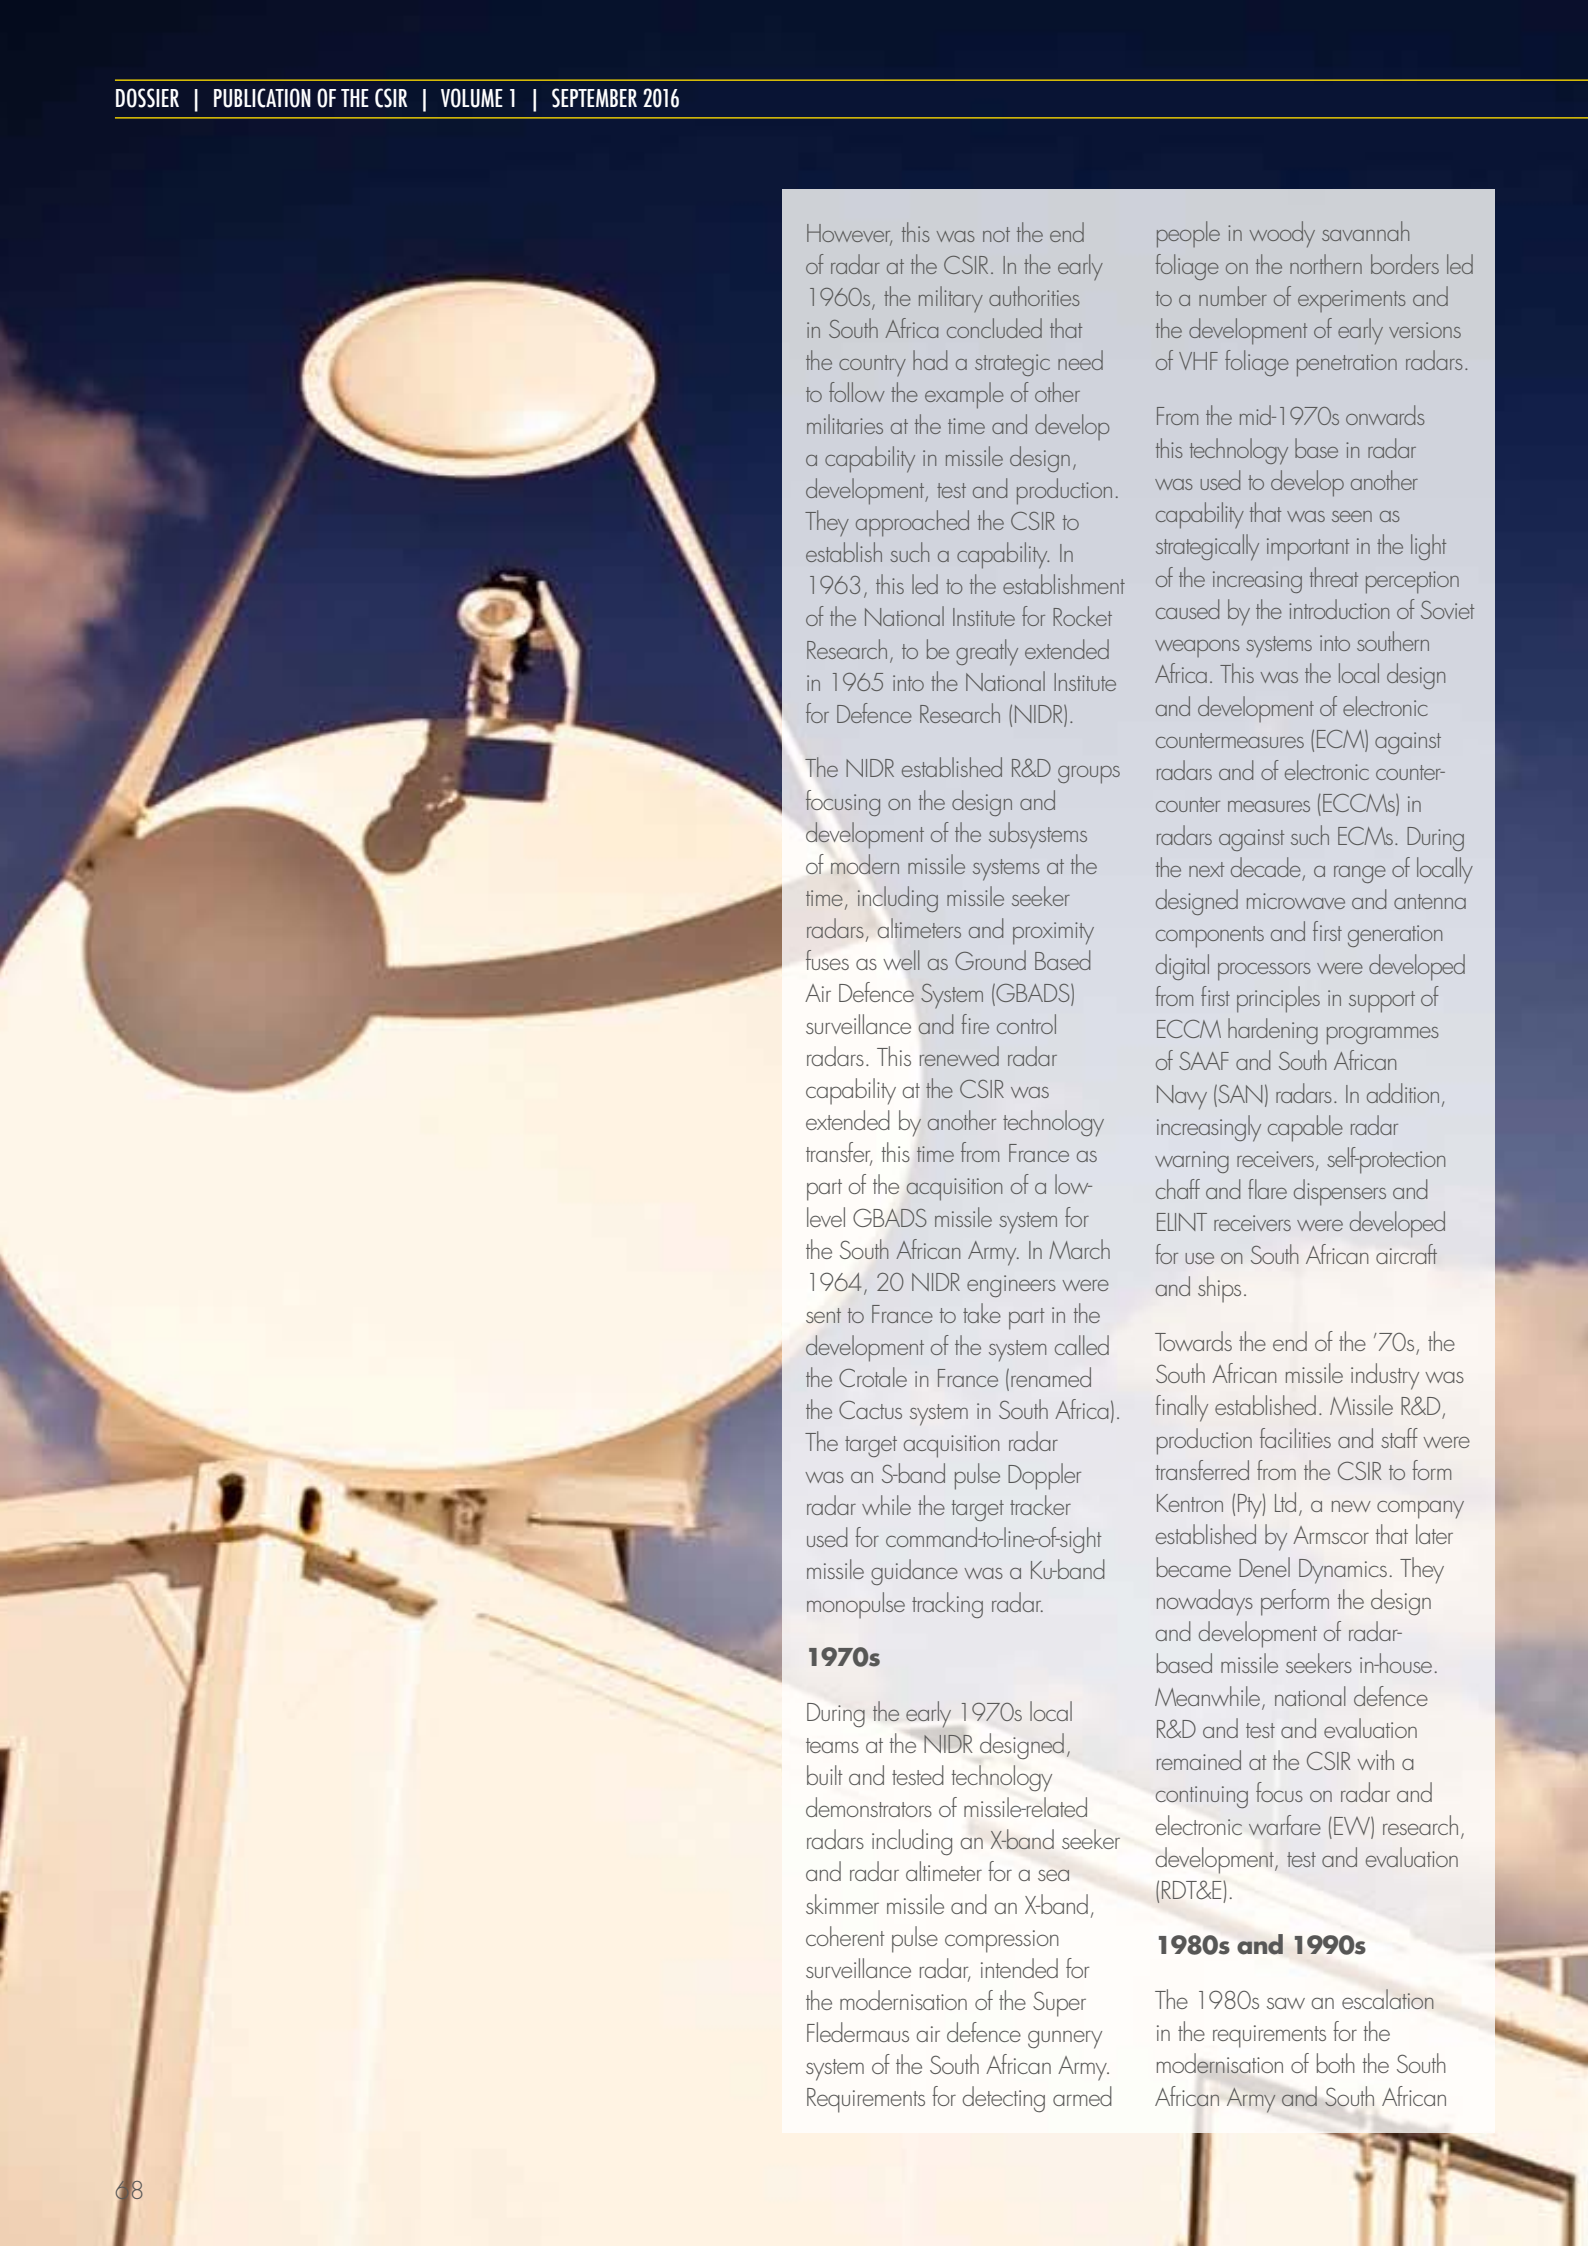 DOSSIER | PUBLICATION OF THE CSIR | VOLUME 1 | SEPTEMBER 2016
However, this was not the end
of radar at the CSIR. In the early
1960s, the military authorities
in South Africa concluded that
the country had a strategic need
to follow the example of other
militaries at the time and develop
a capability in missile design,
development, test and production.
They approached the CSIR to
establish such a capability. In
1963, this led to the establishment
of the National Institute for Rocket
Research, to be greatly extended
in 1965 into the National Institute
for Defence Research (NIDR).
The NIDR established R&D groups
focusing on the design and
development of the subsystems
of modern missile systems at the
time, including missile seeker
radars, altimeters and proximity
fuses as well as Ground Based
Air Defence System (GBADS)
surveillance and fire control
radars. This renewed radar
capability at the CSIR was
extended by another technology
transfer, this time from France as
part of the acquisition of a low-
level GBADS missile system for
the South African Army. In March
1964, 20 NIDR engineers were
sent to France to take part in the
development of the system called
the Crotale in France (renamed
the Cactus system in South Africa).
The target acquisition radar
was an S-band pulse Doppler
radar while the target tracker
used for command-to-line-of-sight
missile guidance was a Ku-band
monopulse tracking radar.
1970s
During the early 1970s local
teams at the NIDR designed,
built and tested technology
demonstrators of missile-related
radars including an X-band seeker
and radar altimeter for a sea
skimmer missile and an X-band,
coherent pulse compression
surveillance radar, intended for
the modernisation of the Super
Fledermaus air defence gunnery
system of the South African Army.
Requirements for detecting armed
people in woody savannah
foliage on the northern borders led
to a number of experiments and
the development of early versions
of VHF foliage penetration radars.
From the mid-1970s onwards
this technology base in radar
was used to develop another
capability that was seen as
strategically important in the light
of the increasing threat perception
caused by the introduction of Soviet
weapons systems into southern
Africa. This was the local design
and development of electronic
countermeasures (ECM) against
radars and of electronic counter-
counter measures (ECCMs) in
radars against such ECMs. During
the next decade, a range of locally
designed microwave and antenna
components and first generation
digital processors were developed
from first principles in support of
ECCM hardening programmes
of SAAF and South African
Navy (SAN) radars. In addition,
increasingly capable radar
warning receivers, self-protection
chaff and flare dispensers and
ELINT receivers were developed
for use on South African aircraft
and ships.
Towards the end of the ’70s, the
South African missile industry was
finally established. Missile R&D,
production facilities and staff were
transferred from the CSIR to form
Kentron (Pty) Ltd, a new company
established by Armscor that later
became Denel Dynamics. They
nowadays perform the design
and development of radar-
based missile seekers in-house.
Meanwhile, national defence
R&D and test and evaluation
remained at the CSIR with a
continuing focus on radar and
electronic warfare (EW) research,
development, test and evaluation
(RDT&E).
1980s and 1990s
The 1980s saw an escalation
in the requirements for the
modernisation of both the South
African Army and South African
68